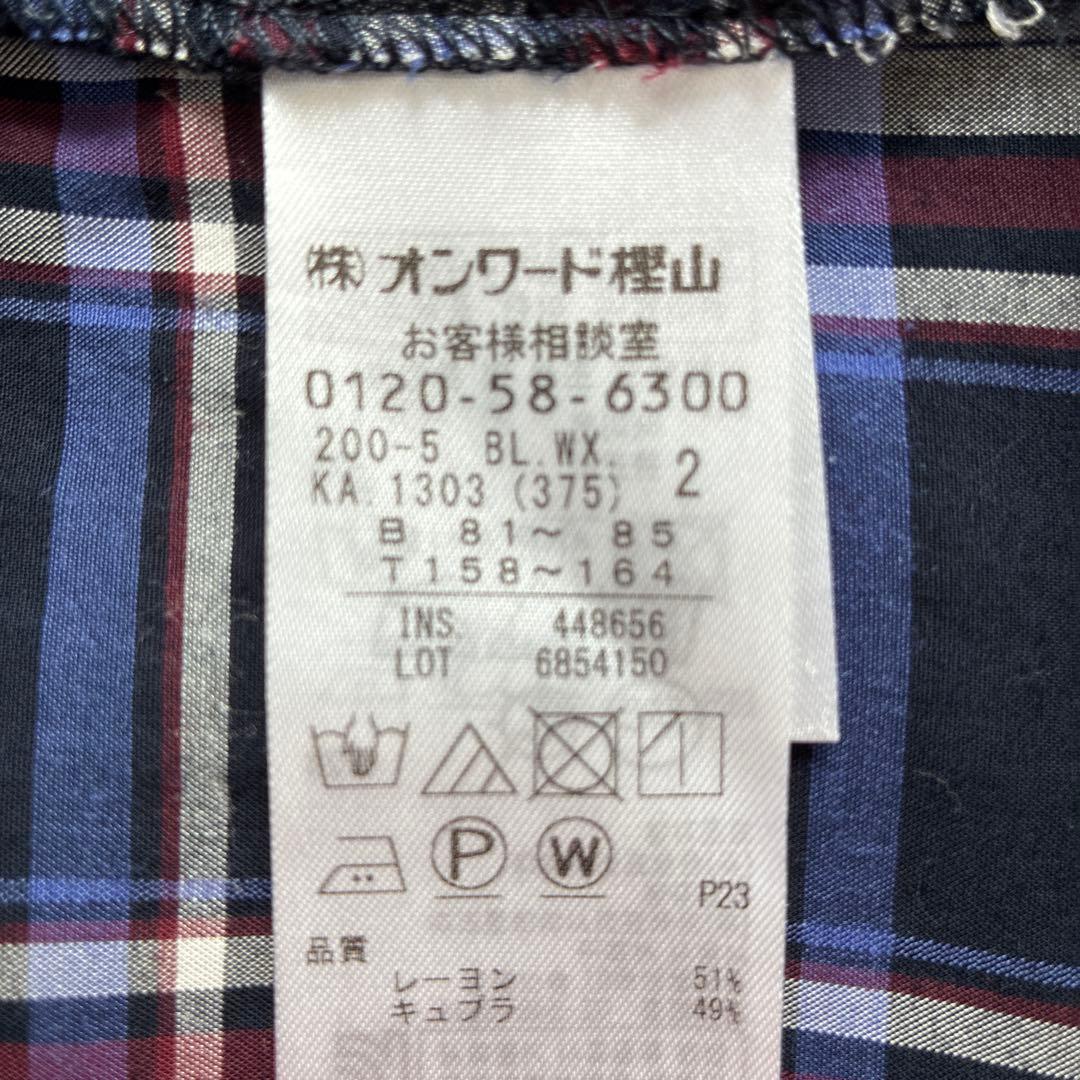 ㈱オンワード樫山
お客様相談室
0120-58-6300
200-5 BL.WX. 2
KA.1303 (375)
B 81～ 85
T158～164
INS. 448656
LOT 6854150
P W
P23
品質
レーヨン 51%
キュプラ 49%